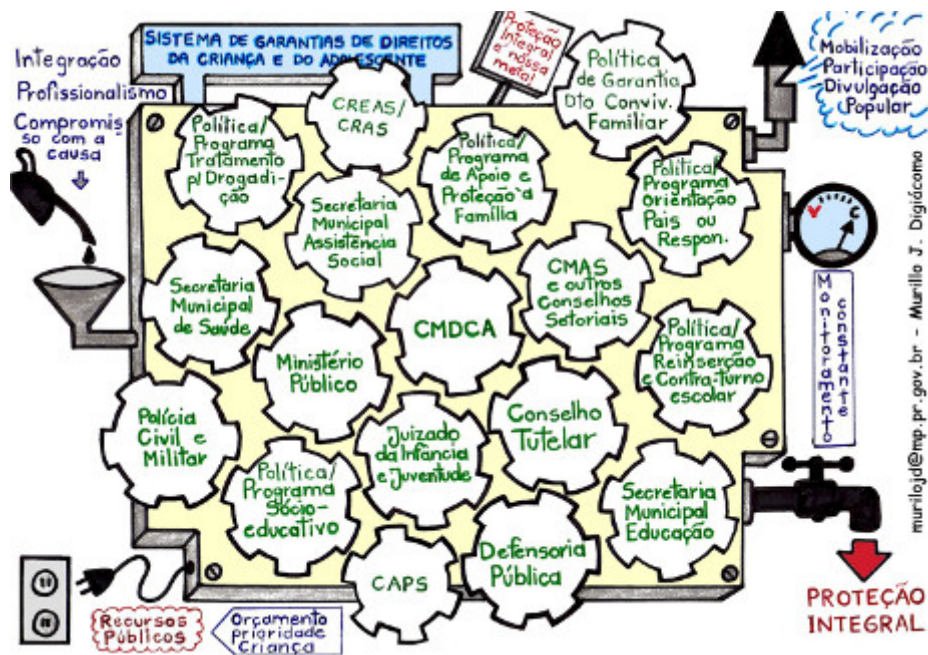 SISTEMA DE GARANTIAS DE DIREITOS
DA CRIANÇA E DO ADOLESCENTE
Proteção
Integral
é nossa
meta!
Integração
Profissionalismo
Compromis
so com a
causa
Mobilização
Participação
Divulgação
Popular
Política/
Programa
Tratamento
p/ Drogadi-
ção
CREAS/
CRAS
Política/
Programa
de Apoio e
Proteção à
Família
Política
de Garantia
Dto Conviv.
Familiar
Política/
Programa
Orientação
Pais ou
Respon.
Secretaria
Municipal
Assistência
Social
Secretaria
Municipal
de Saúde
CMDCA
CMAS
e outros
Conselhos
Setoriais
Política/
Programa
Reinserção
e Contra-turno
escolar
Ministério
Público
Polícia
Civil e
Militar
Juizado
da Infância
e Juventude
Conselho
Tutelar
Política/
Programa
Sócio-
educativo
CAPS
Defensoria
Pública
Secretaria
Municipal
Educação
V C
Monitoramento
constante
Recursos
Públicos
Orçamento
prioridade
Criança
PROTEÇÃO
INTEGRAL
murilojd@mp.pr.gov.br - Murillo J. Digiácomo